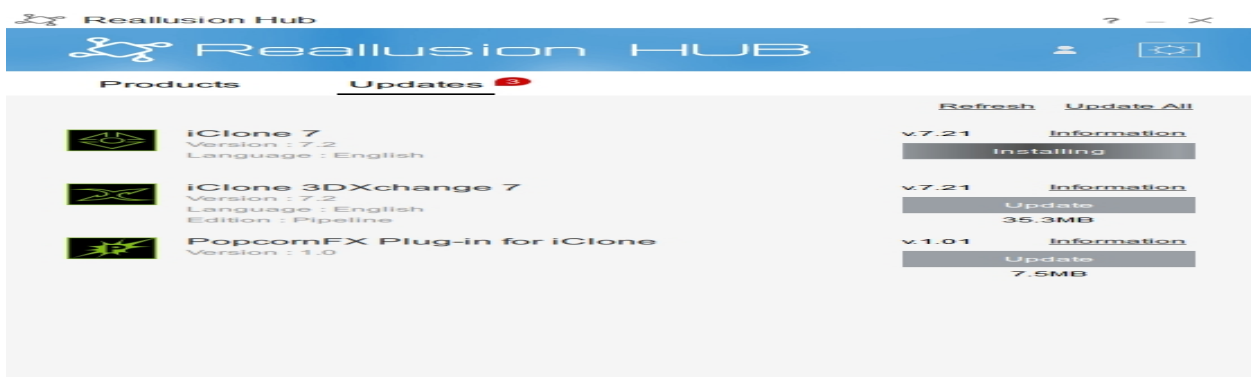 Reallusion Hub ? _ ×
Reallusion HUB
Products Updates 3
Refresh Update All
iClone 7 v.7.21 Information
Version : 7.2
Language : English Installing
iClone 3DXchange 7 v.7.21 Information
Version : 7.2
Language : English Update
Edition : Pipeline 35.3MB
PopcornFX Plug-in for iClone v.1.01 Information
Version : 1.0 Update
7.5MB